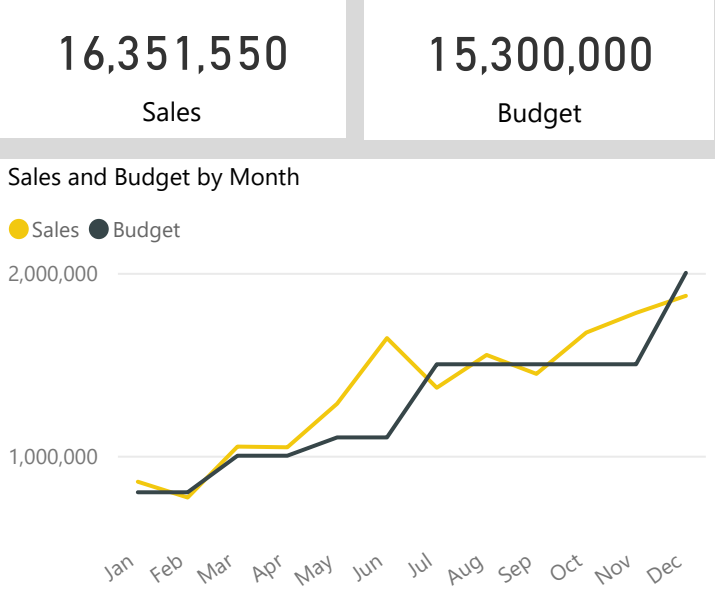 16,351,550
Sales
15,300,000
Budget
Sales and Budget by Month
Sales Budget
2,000,000
1,000,000
Jan Feb Mar Apr May Jun Jul Aug Sep Oct Nov Dec